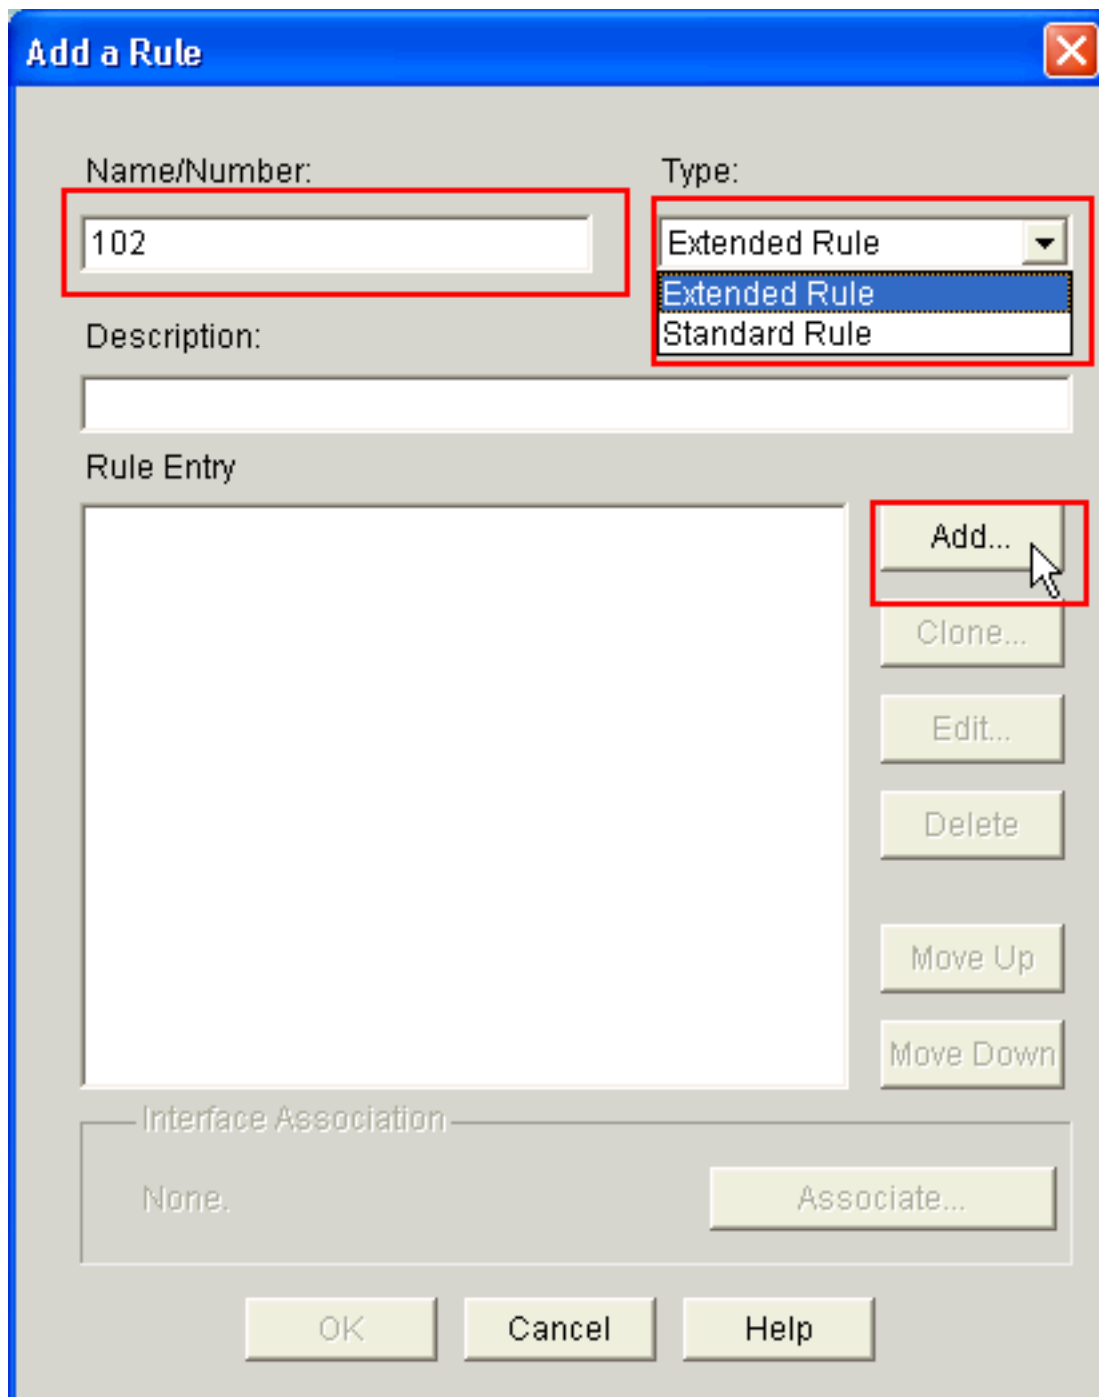 Add a Rule
Name/Number:
Type:
102
Extended Rule
Extended Rule
Standard Rule
Description:
Rule Entry
Add...
Clone...
Edit...
Delete
Move Up
Move Down
Interface Association
None.
Associate...
OK
Cancel
Help